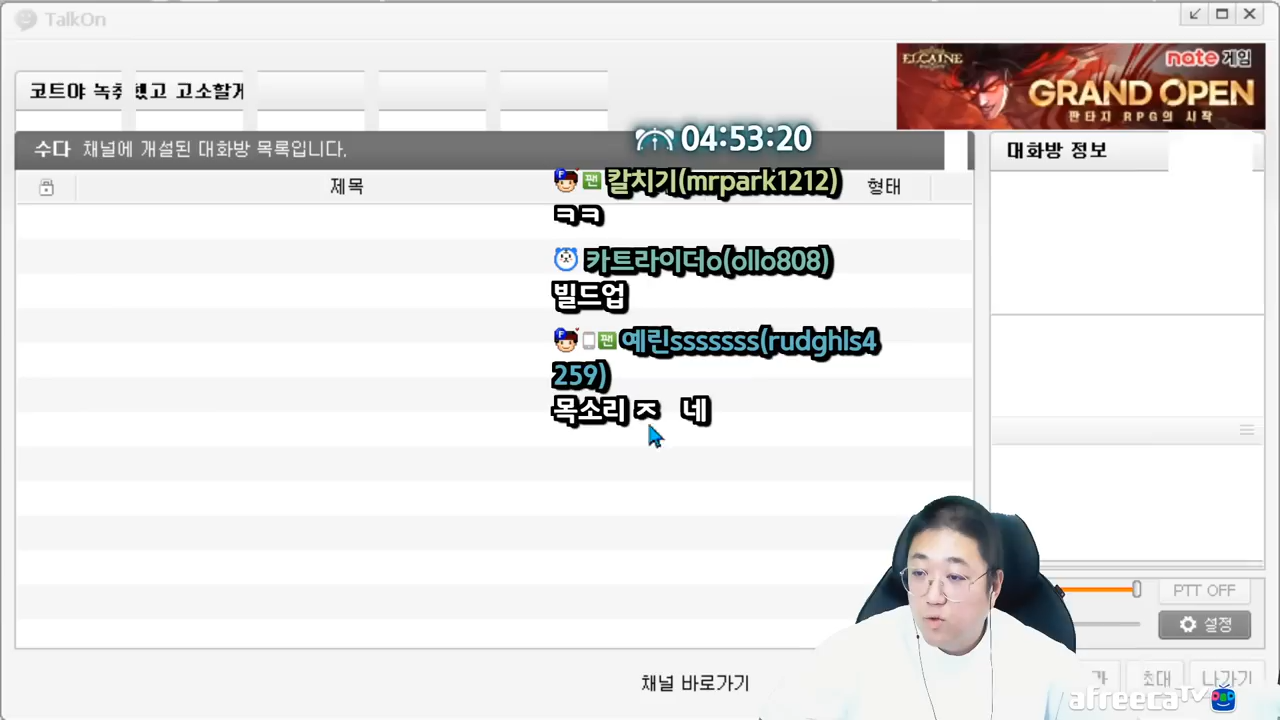 TalkOn
ELCAINE
nate 게임
GRAND OPEN
판타지 RPG의 시작
코트야 녹취
했고 고소할게
04:53:20
수다 채널에 개설된 대화방 목록입니다.
대화방 정보
제목
형태
팬 칼치기(mrpark1212)
ㅋㅋ
카트라이더o(ollo808)
빌드업
팬 예린sssssss(rudghls4
259)
목소리 ㅈ 네
PTT OFF
설정
채널 바로가기
초대
나가기
afreecaTV